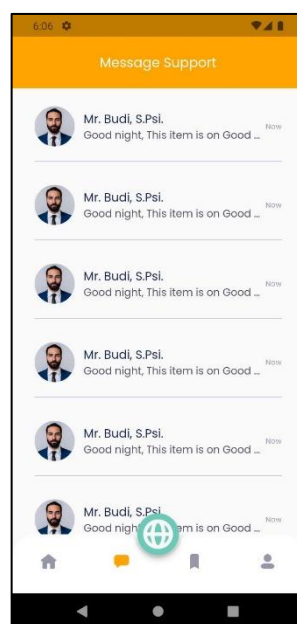 6:06
Message Support
Mr. Budi, S.Psi.
Good night, This item is on Good ...
Now
Mr. Budi, S.Psi.
Good night, This item is on Good ...
Now
Mr. Budi, S.Psi.
Good night, This item is on Good ...
Now
Mr. Budi, S.Psi.
Good night, This item is on Good ...
Now
Mr. Budi, S.Psi.
Good night, This item is on Good ...
Now
Mr. Budi, S.Psi.
Good nigh em is on Good ...
Now